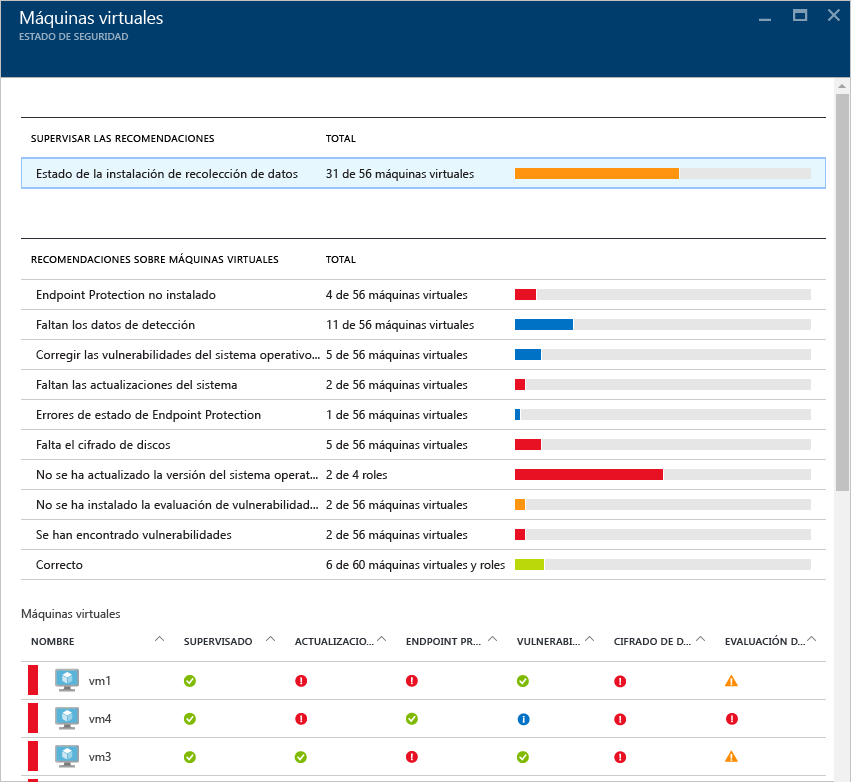 Máquinas virtuales
ESTADO DE SEGURIDAD
SUPERVISAR LAS RECOMENDACIONES TOTAL
Estado de la instalación de recolección de datos 31 de 56 máquinas virtuales
RECOMENDACIONES SOBRE MÁQUINAS VIRTUALES TOTAL
Endpoint Protection no instalado 4 de 56 máquinas virtuales
Faltan los datos de detección 11 de 56 máquinas virtuales
Corregir las vulnerabilidades del sistema operativo... 5 de 56 máquinas virtuales
Faltan las actualizaciones del sistema 2 de 56 máquinas virtuales
Errores de estado de Endpoint Protection 1 de 56 máquinas virtuales
Falta el cifrado de discos 5 de 56 máquinas virtuales
No se ha actualizado la versión del sistema operat... 2 de 4 roles
No se ha instalado la evaluación de vulnerabilidad... 2 de 56 máquinas virtuales
Se han encontrado vulnerabilidades 2 de 56 máquinas virtuales
Correcto 6 de 60 máquinas virtuales y roles
Máquinas virtuales
NOMBRE SUPERVISADO ACTUALIZACIO... ENDPOINT PR... VULNERABI... CIFRADO DE D... EVALUACIÓN D...
vm1
vm4
vm3